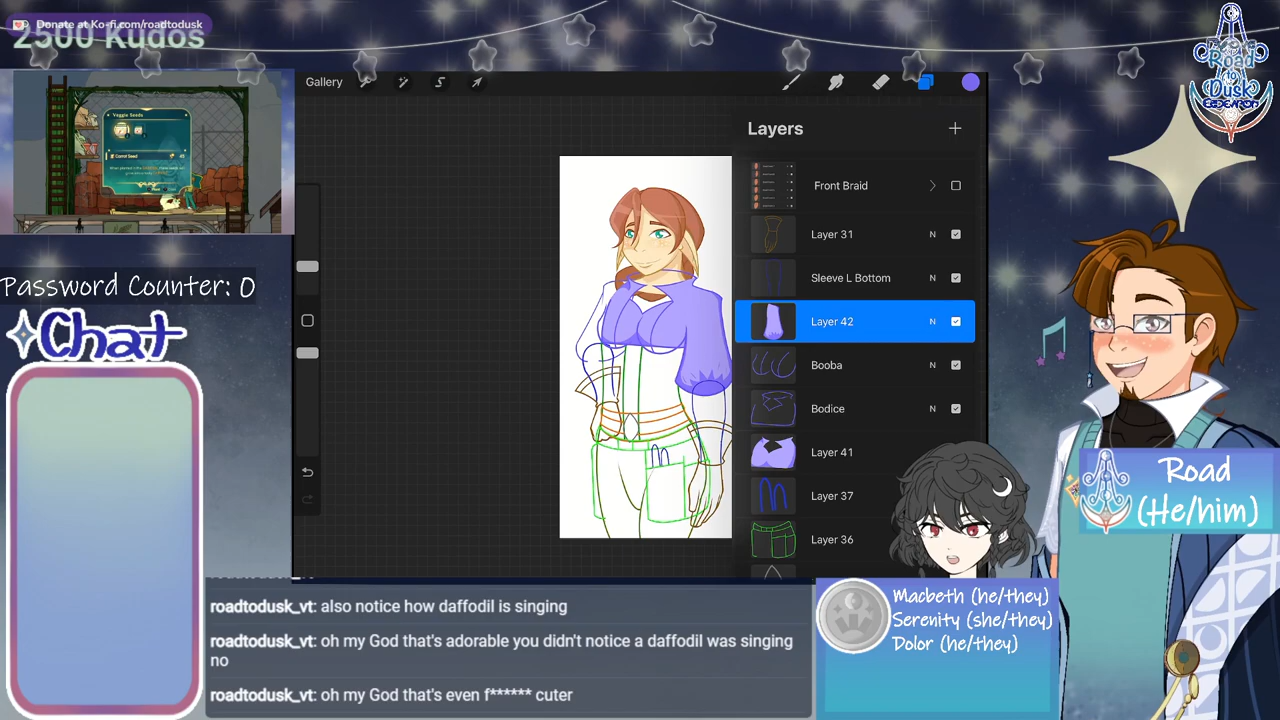 Donate at Ko-fi.com/roadtodusk
2500 Kudos
Road
to
Dusk
Gallery
Layers
Front Braid
Layer 31 N
Sleeve L Bottom N
Layer 42 N
Booba N
Bodice N
Layer 41
Layer 37
Layer 36
Veggie Seeds
Carrot Seed
Password Counter: 0
Chat
roadtodusk_vt: also notice how daffodil is singing
roadtodusk_vt: oh my God that's adorable you didn't notice a daffodil was singing
no
roadtodusk_vt: oh my God that's even f****** cuter
Road
(He/him)
Macbeth (he/they)
Serenity (she/they)
Dolor (he/they)